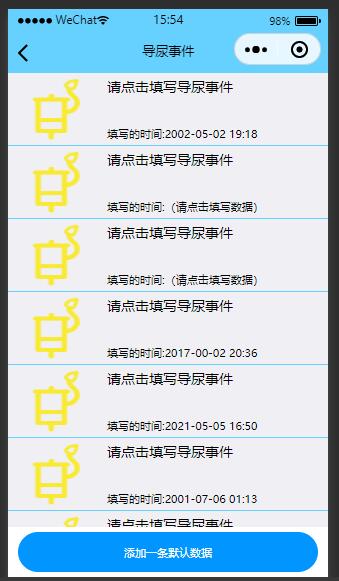 ●●●●● WeChat 15:54 98%
导尿事件
请点击填写导尿事件
填写的时间:2002-05-02 19:18
请点击填写导尿事件
填写的时间:（请点击填写数据）
请点击填写导尿事件
填写的时间:（请点击填写数据）
请点击填写导尿事件
填写的时间:2017-00-02 20:36
请点击填写导尿事件
填写的时间:2021-05-05 16:50
请点击填写导尿事件
填写的时间:2001-07-06 01:13
请点击填写导尿事件
添加一条默认数据